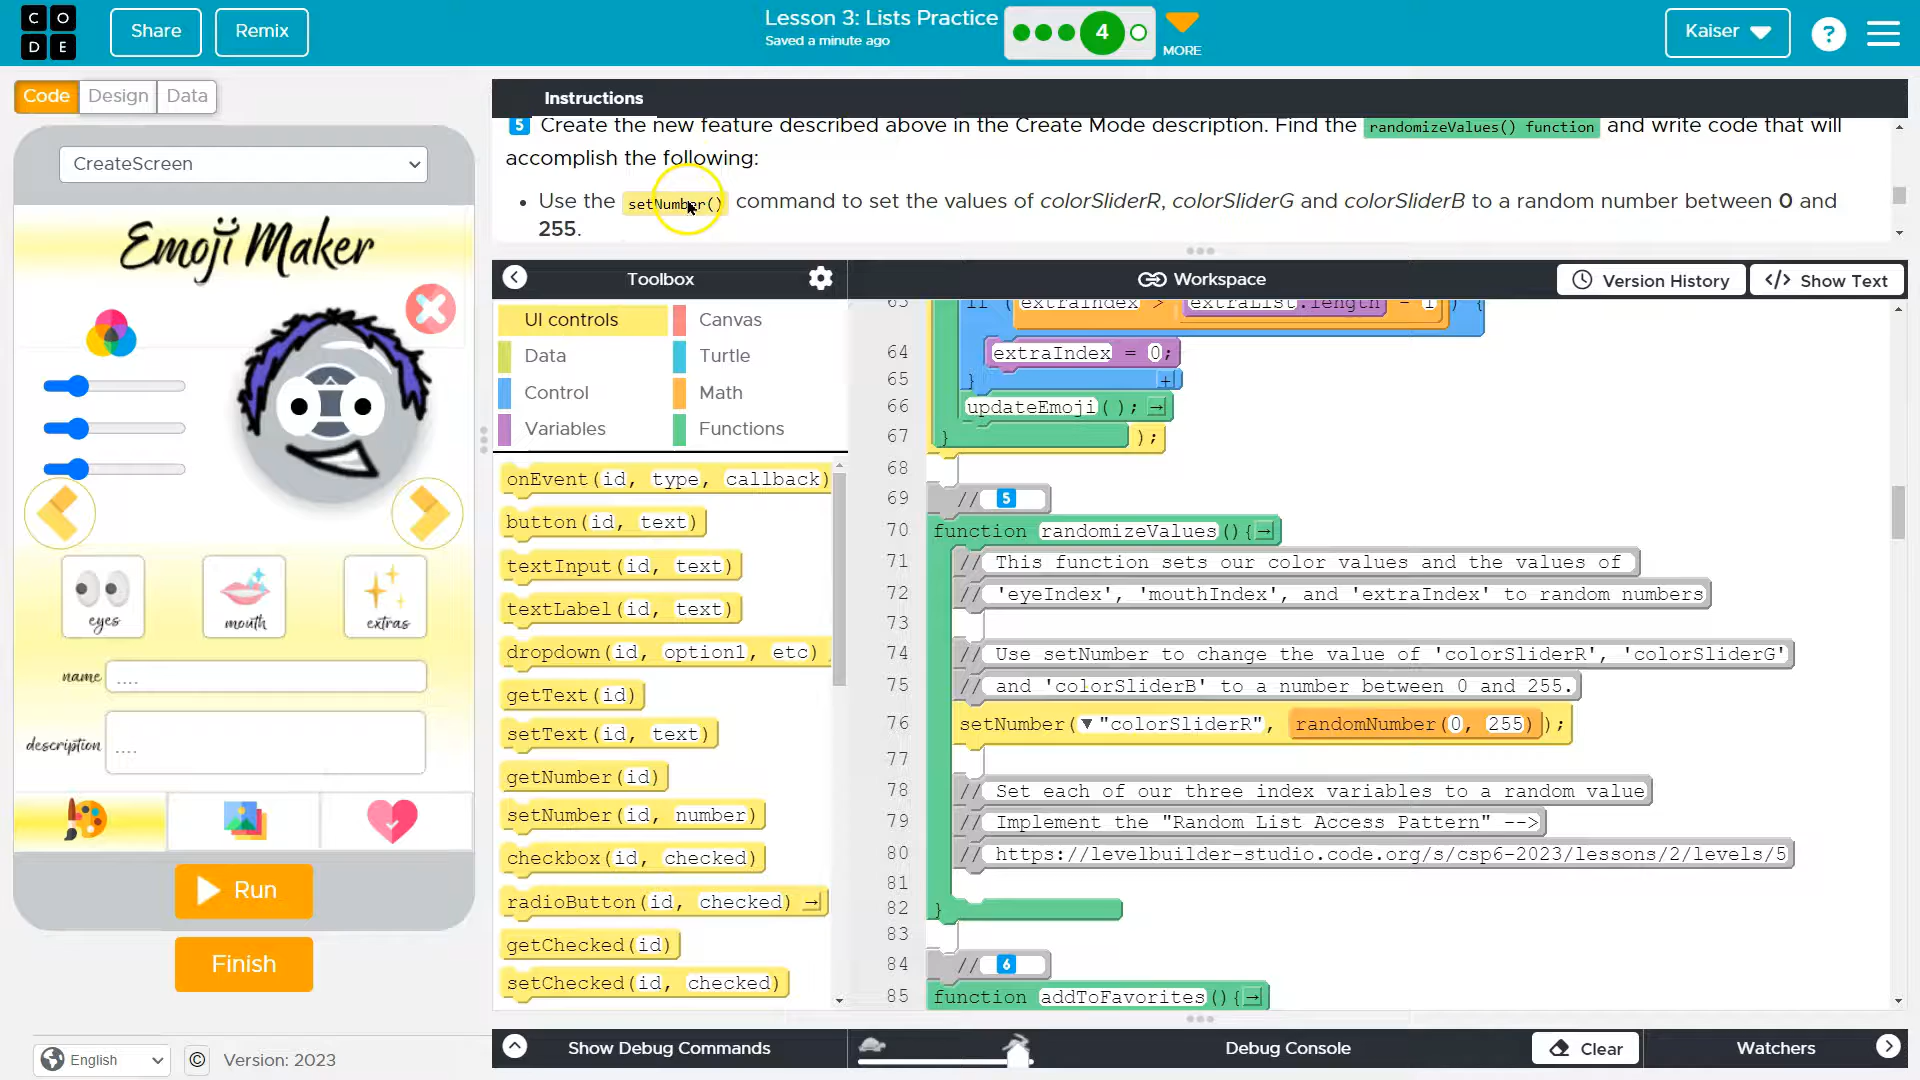 CODE
Share
Remix
Lesson 3: Lists Practice
Saved a minute ago
4
MORE
Kaiser
?
Code
Design
Data
Instructions
5 Create the new feature described above in the Create Mode description. Find the randomizeValues() function and write code that will
accomplish the following:
• Use the setNumber() command to set the values of colorSliderR, colorSliderG and colorSliderB to a random number between 0 and
255.
CreateScreen
Emoji Maker
eyes
mouth
extras
name
....
description
....
Run
Finish
English
©
Version: 2023
Toolbox
Workspace
Version History
</> Show Text
UI controls
Canvas
Data
Turtle
Control
Math
Variables
Functions
onEvent(id, type, callback)
button(id, text)
textInput(id, text)
textLabel(id, text)
dropdown(id, option1, etc)
getText(id)
setText(id, text)
getNumber(id)
setNumber(id, number)
checkbox(id, checked)
radioButton(id, checked) →
getChecked(id)
setChecked(id, checked)
63 if (extraIndex > extraList.length - 1) {
64 extraIndex = 0;
65 } +
66 updateEmoji(); →
67 } );
68
69 // 5
70 function randomizeValues(){→
71 // This function sets our color values and the values of
72 // 'eyeIndex', 'mouthIndex', and 'extraIndex' to random numbers
73
74 // Use setNumber to change the value of 'colorSliderR', 'colorSliderG'
75 // and 'colorSliderB' to a number between 0 and 255.
76 setNumber(▼"colorSliderR", randomNumber(0, 255));
77
78 // Set each of our three index variables to a random value
79 // Implement the "Random List Access Pattern" -->
80 // https://levelbuilder-studio.code.org/s/csp6-2023/lessons/2/levels/5
81
82 }
83
84 // 6
85 function addToFavorites(){→
Show Debug Commands
Debug Console
Clear
Watchers